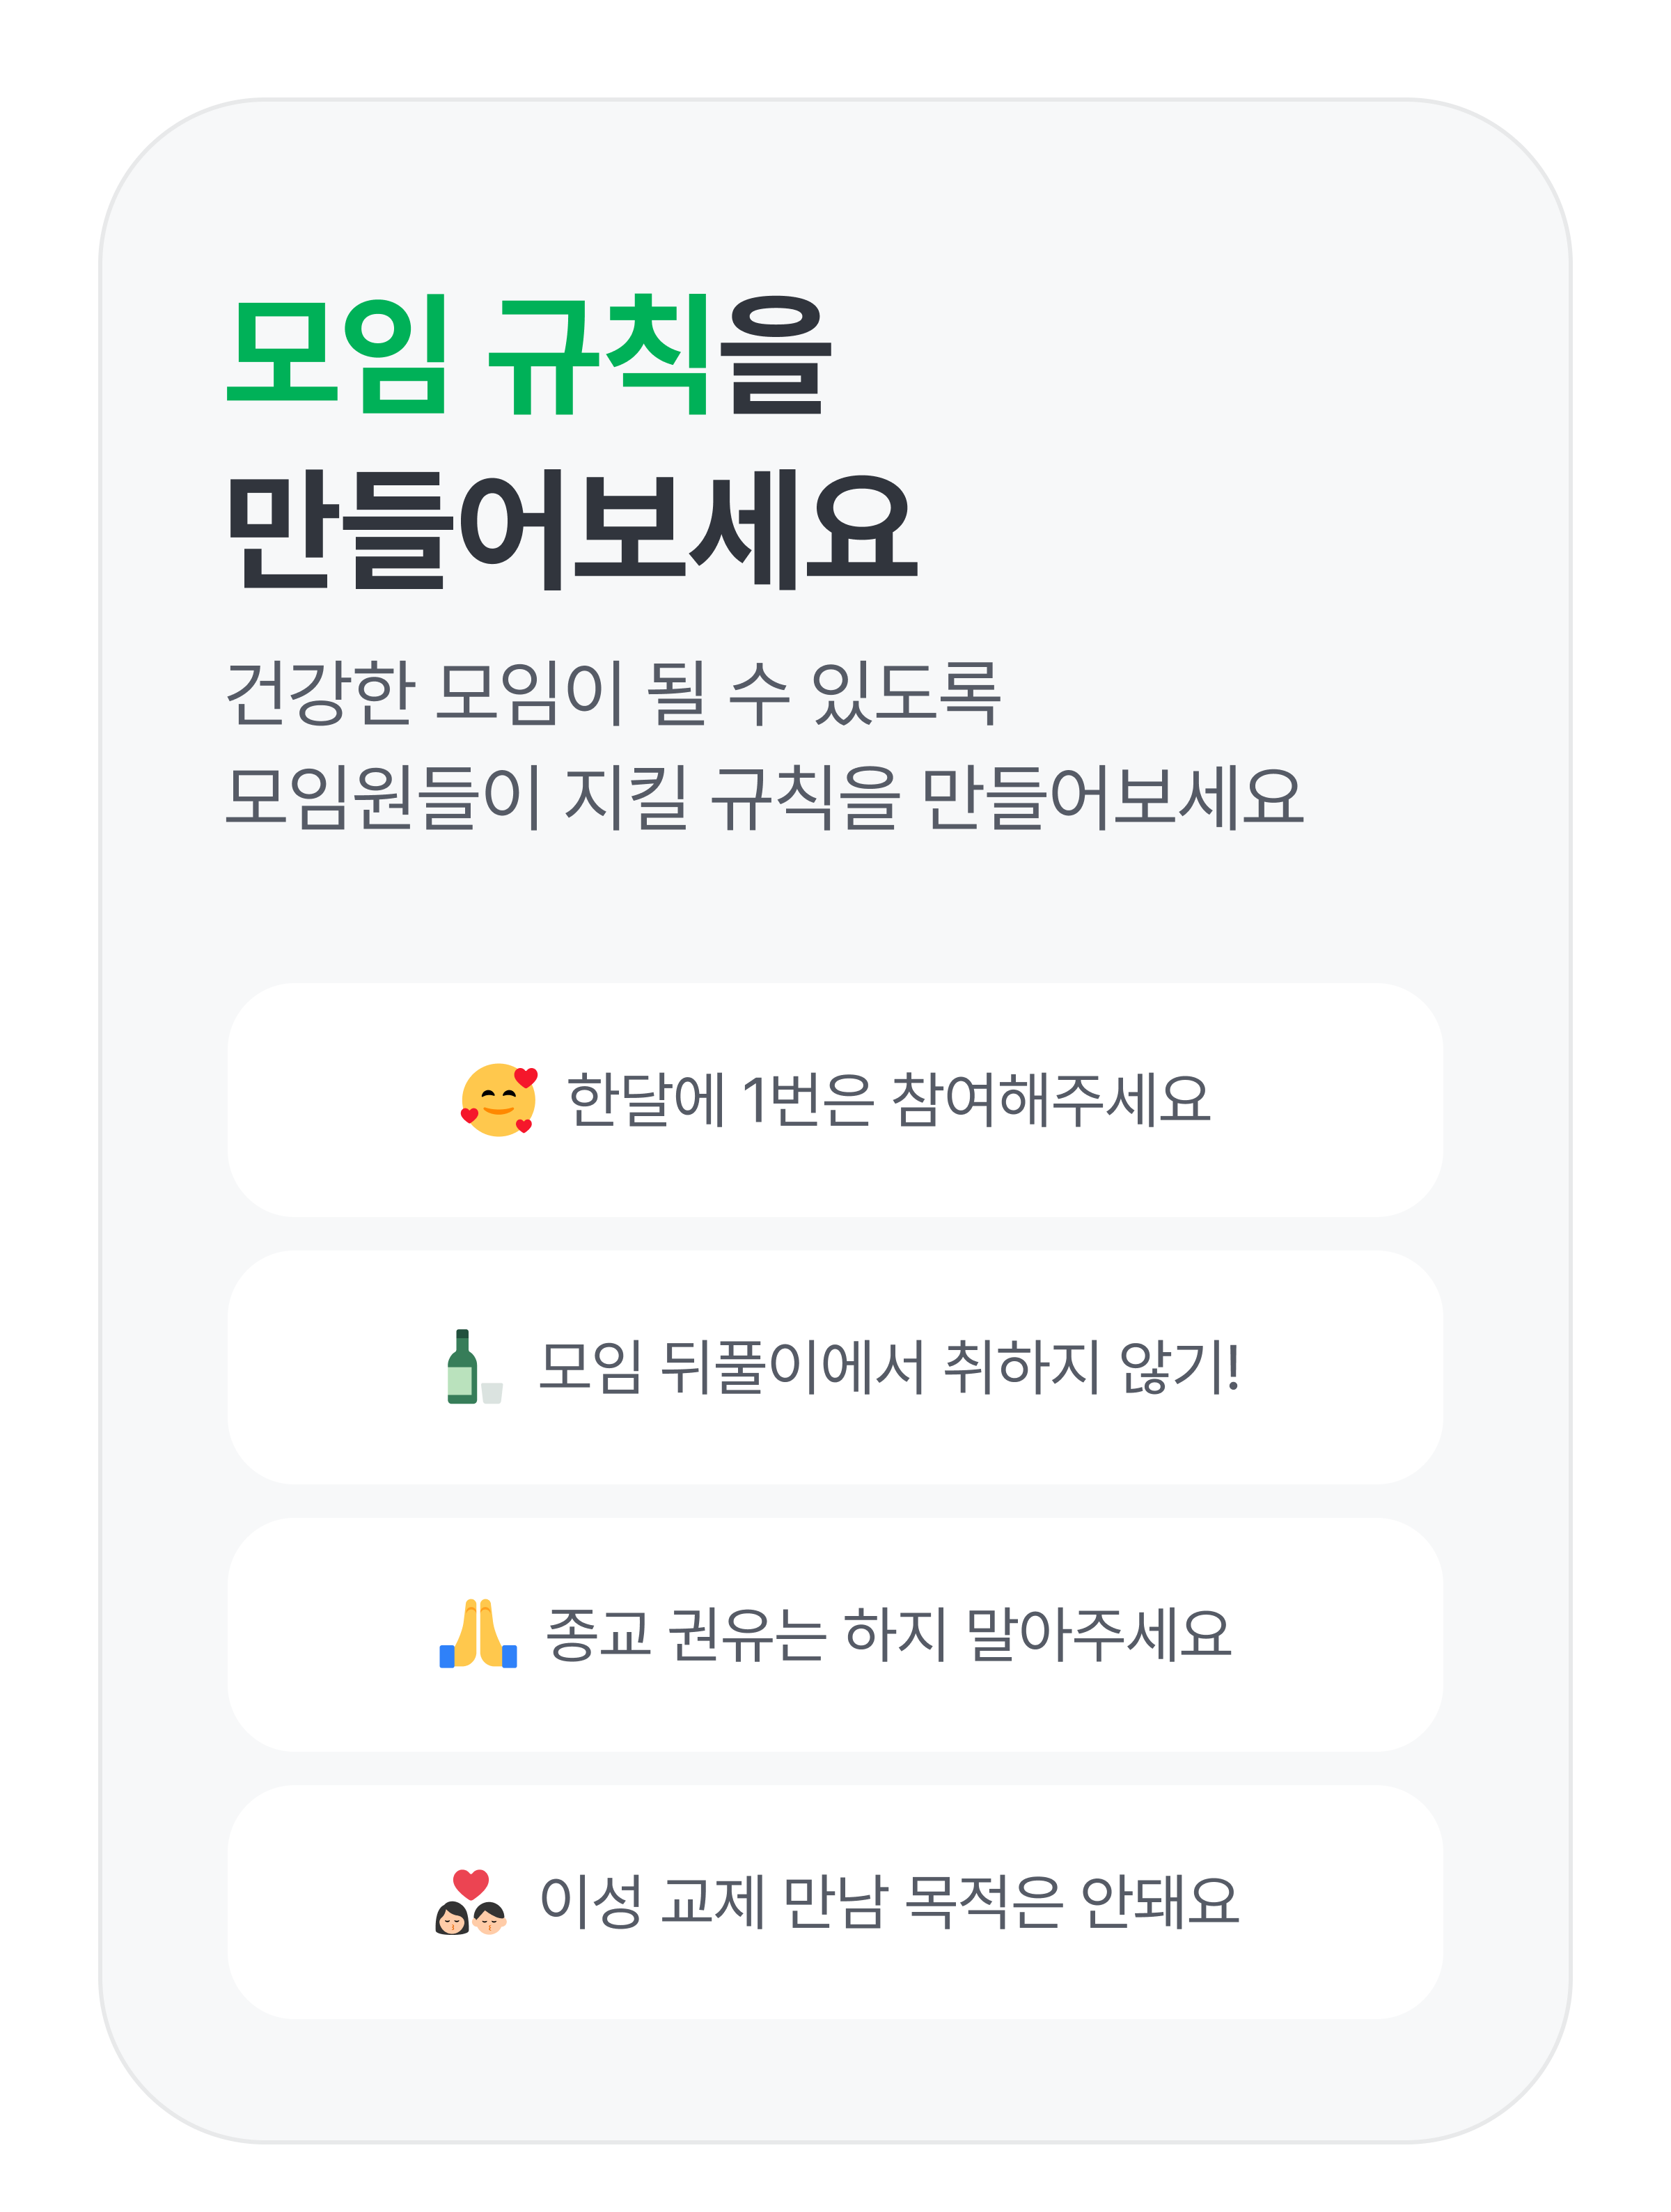 모임 규칙을
만들어보세요
건강한 모임이 될 수 있도록
모임원들이 지킬 규칙을 만들어보세요
한달에 1번은 참여해주세요
모임 뒤풀이에서 취하지 않기!
종교 권유는 하지 말아주세요
이성 교제 만남 목적은 안돼요